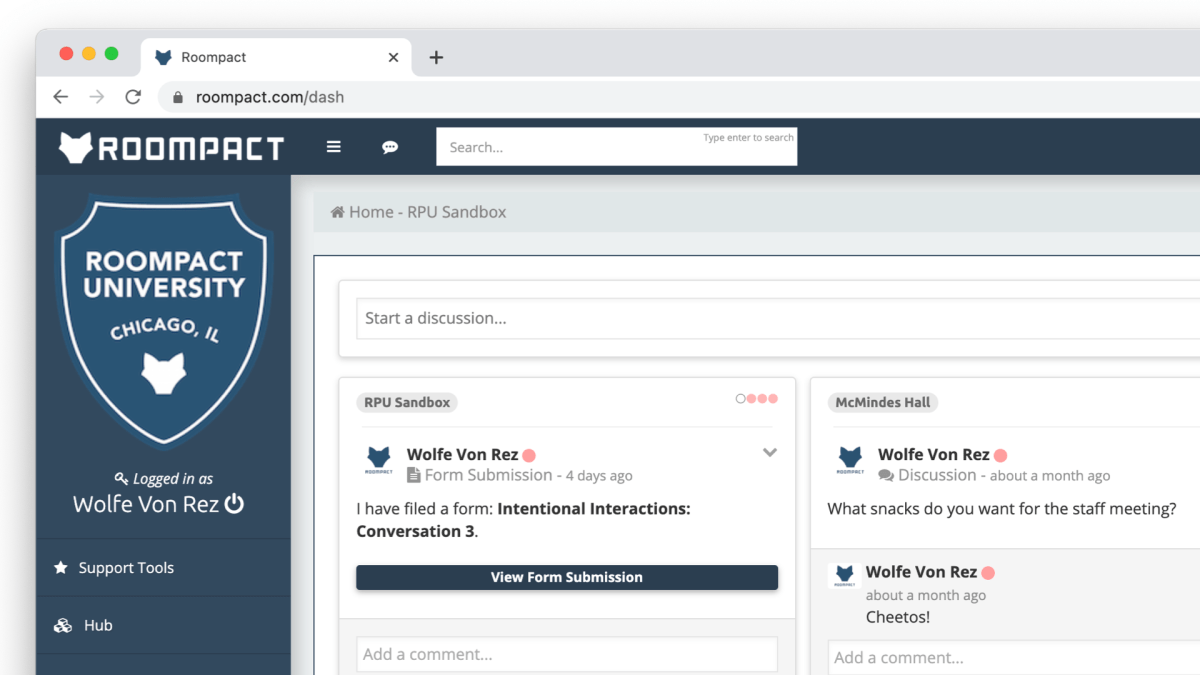 Roompact
roompact.com/dash
ROOMPACT
Search...
Type enter to search
ROOMPACT
UNIVERSITY
CHICAGO, IL
Logged in as
Wolfe Von Rez
Support Tools
Hub
Home - RPU Sandbox
Start a discussion...
RPU Sandbox
Wolfe Von Rez
Form Submission - 4 days ago
I have filed a form: Intentional Interactions:
Conversation 3.
View Form Submission
Add a comment...
McMindes Hall
Wolfe Von Rez
Discussion - about a month ago
What snacks do you want for the staff meeting?
Wolfe Von Rez
about a month ago
Cheetos!
Add a comment...